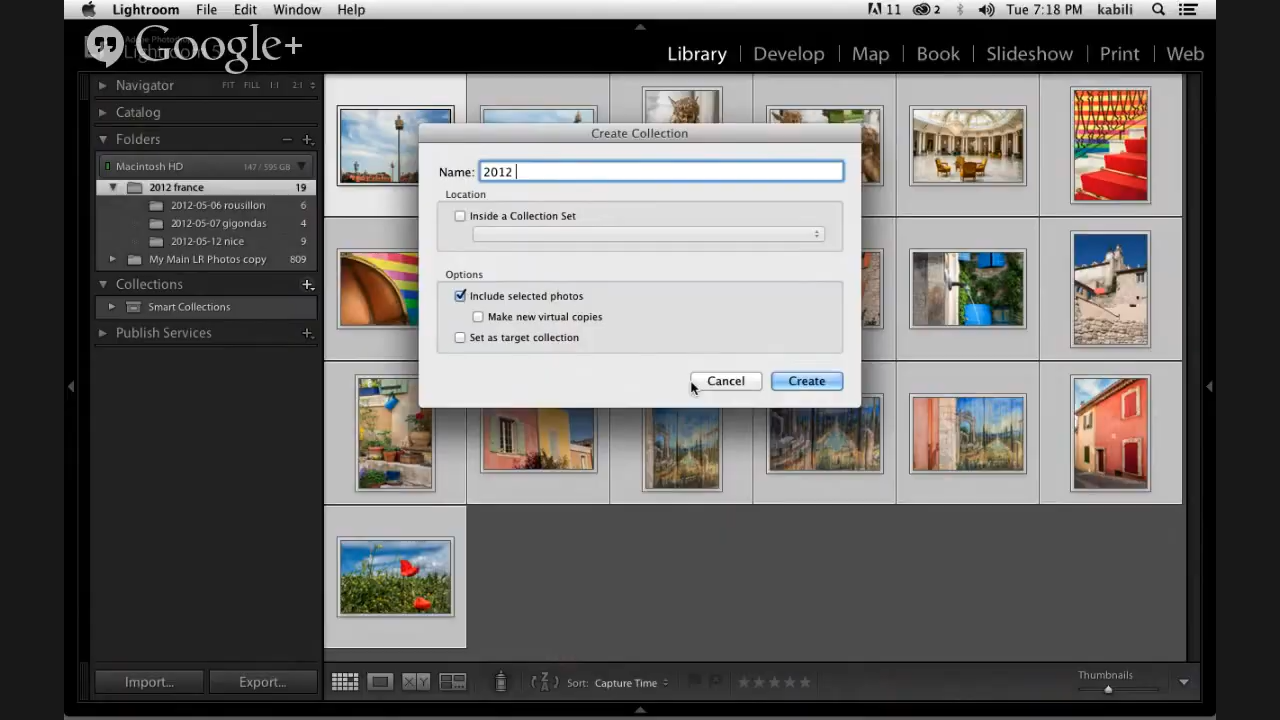 Lightroom File Edit Window Help 11 2 Tue 7:18 PM kabili
Google+
Library | Develop | Map | Book | Slideshow | Print | Web
Navigator FIT FILL 1:1 2:1
Catalog
Folders
Macintosh HD 147 / 595 GB
2012 france 19
2012-05-06 rousillon 6
2012-05-07 gigondas 4
2012-05-12 nice 9
My Main LR Photos copy 809
Collections
Smart Collections
Publish Services
Create Collection
Name: 2012
Location
Inside a Collection Set
Options
Include selected photos
Make new virtual copies
Set as target collection
Cancel Create
Import... Export... Sort: Capture Time Thumbnails